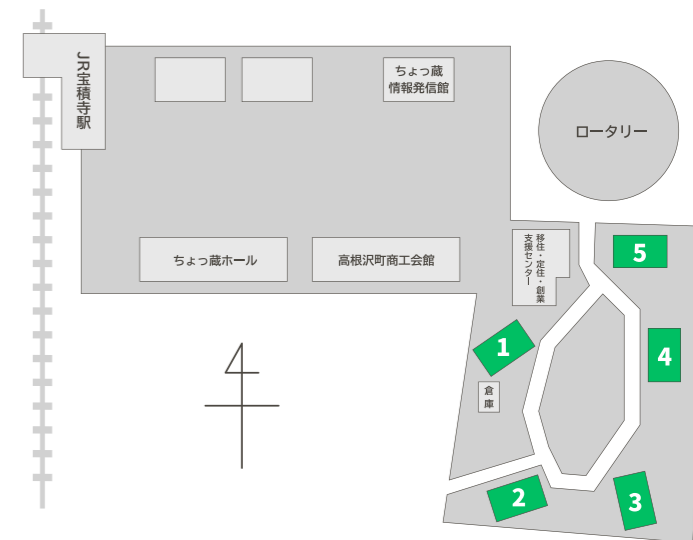 JR宝積寺駅
ちょっ蔵
情報発信館
ロータリー
ちょっ蔵ホール
高根沢町商工会館
移住・定住・創業
支援センター
5
1
4
倉
庫
2
3